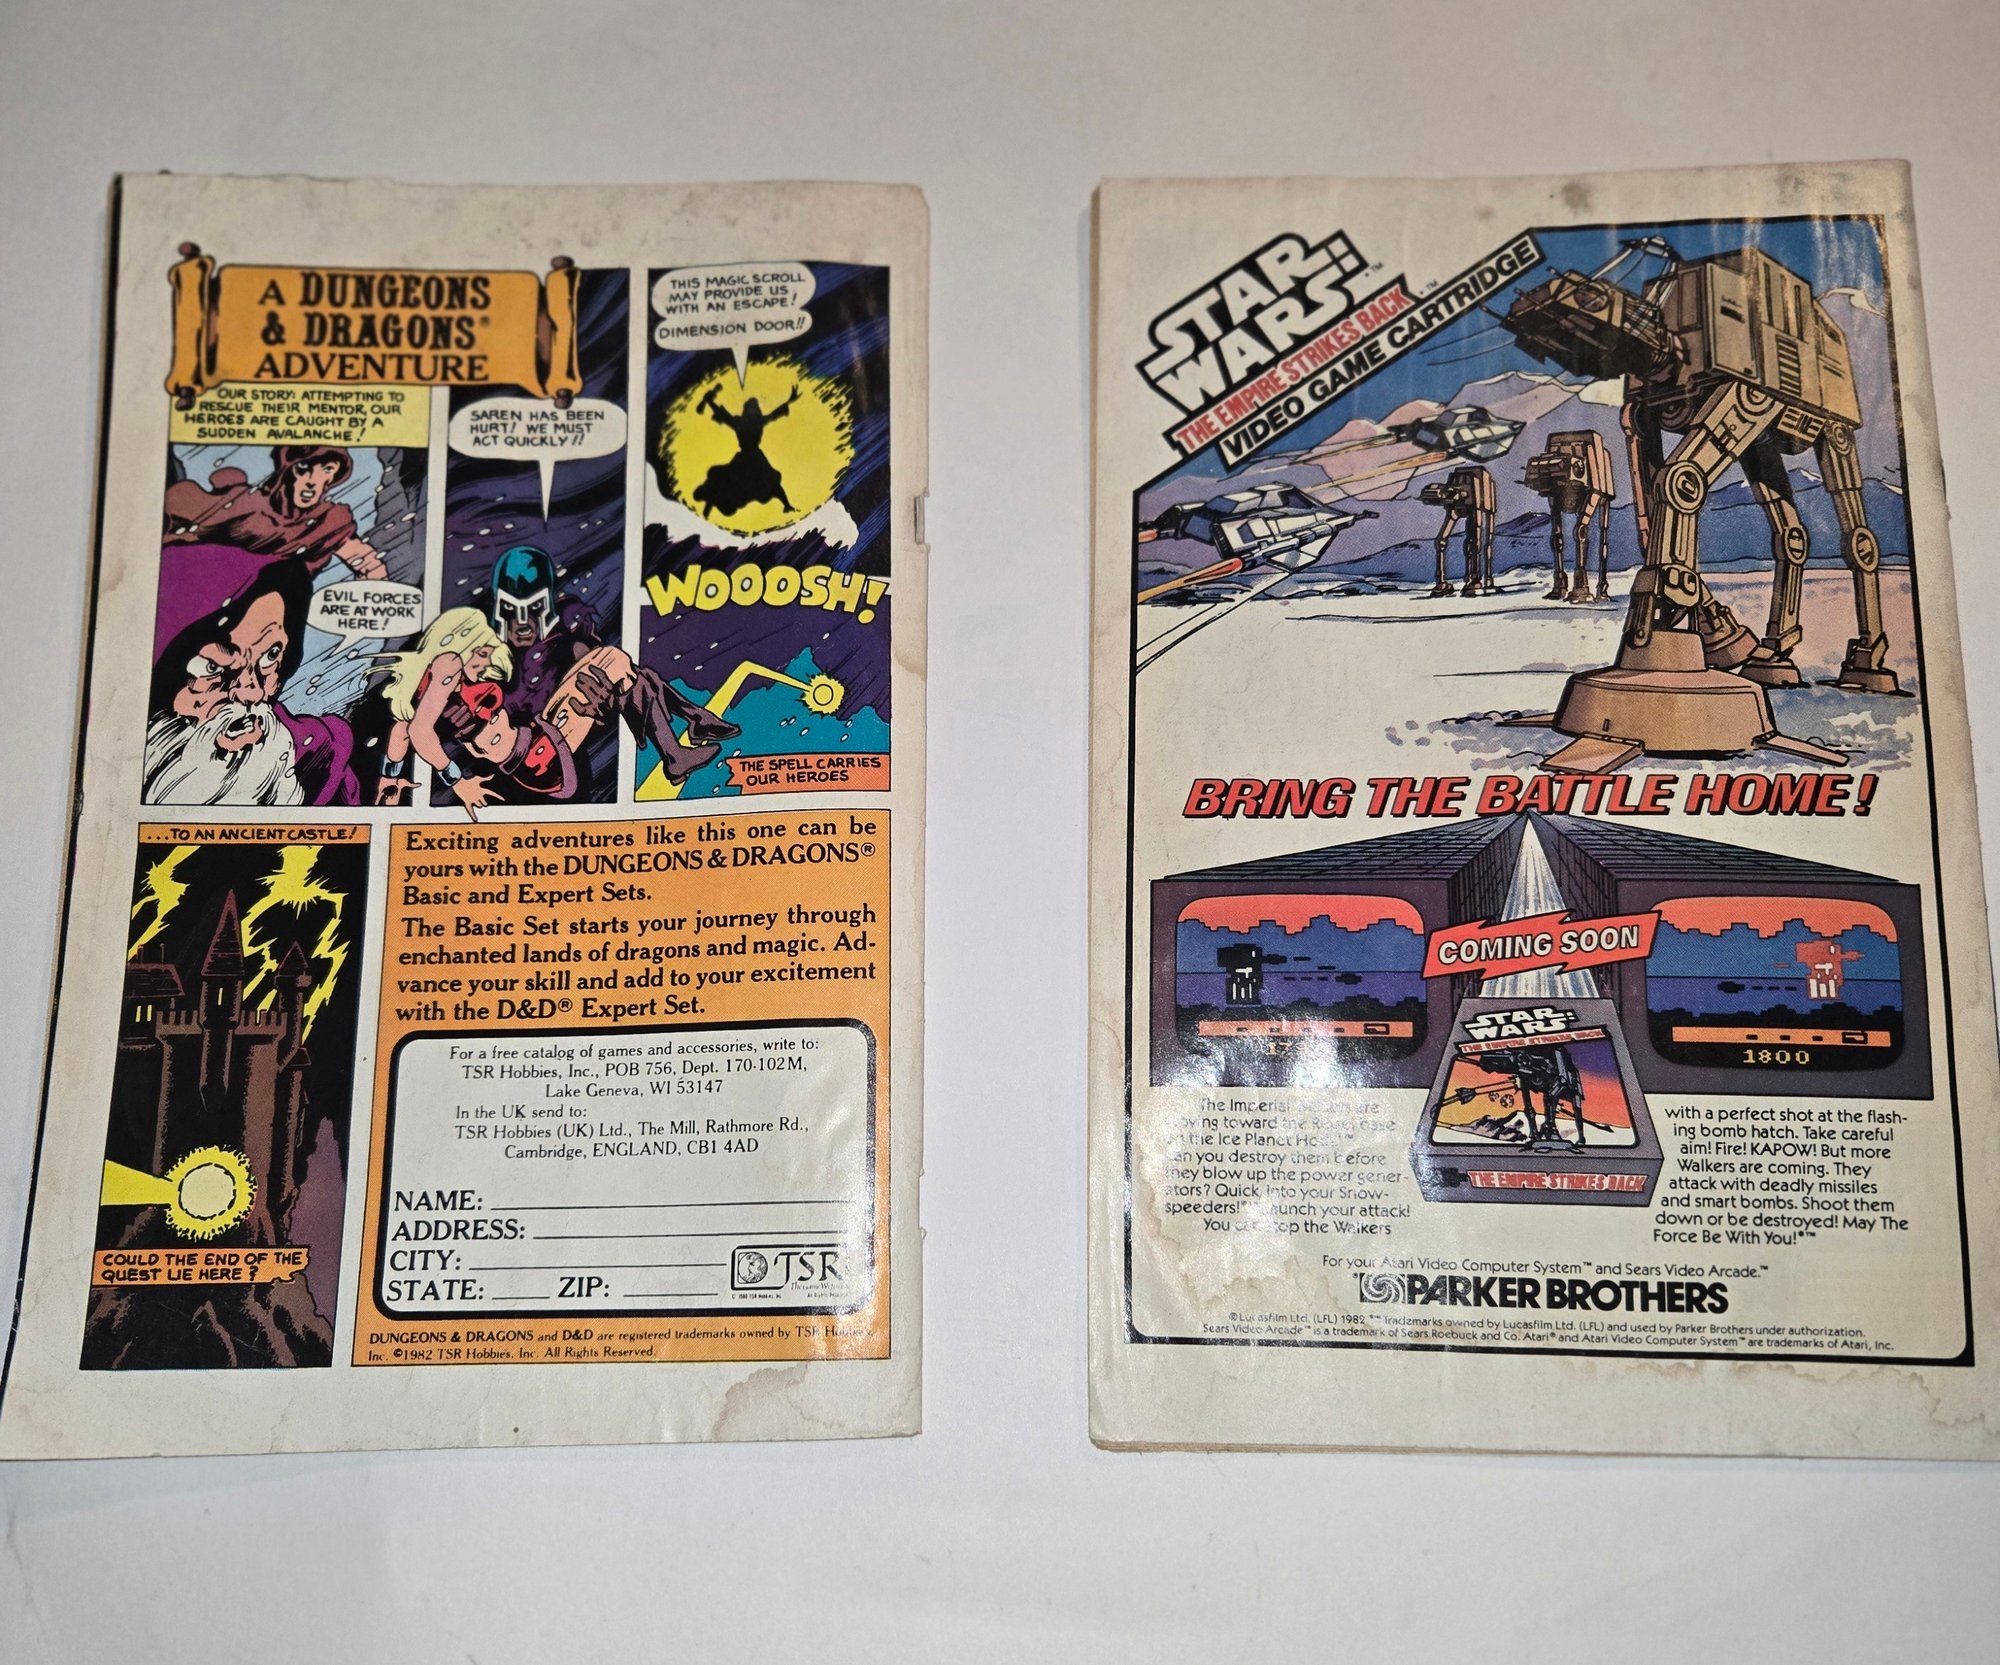 A DUNGEONS
& DRAGONS®
ADVENTURE
OUR STORY: ATTEMPTING TO
RESCUE THEIR MENTOR, OUR
HEROES ARE CAUGHT BY A
SUDDEN AVALANCHE!
EVIL FORCES
ARE AT WORK
HERE!
SAREN HAS BEEN
HURT! WE MUST
ACT QUICKLY!!
THIS MAGIC SCROLL
MAY PROVIDE US
WITH AN ESCAPE!
DIMENSION DOOR!!
WOOOSH!
THE SPELL CARRIES
OUR HEROES
...TO AN ANCIENT CASTLE!
COULD THE END OF THE
QUEST LIE HERE?
Exciting adventures like this one can be
yours with the DUNGEONS & DRAGONS®
Basic and Expert Sets.
The Basic Set starts your journey through
enchanted lands of dragons and magic. Ad-
vance your skill and add to your excitement
with the D&D® Expert Set.
For a free catalog of games and accessories, write to:
TSR Hobbies, Inc., POB 756, Dept. 170-102M,
Lake Geneva, WI 53147
In the UK send to:
TSR Hobbies (UK) Ltd., The Mill, Rathmore Rd.,
Cambridge, ENGLAND, CB1 4AD
NAME:
ADDRESS:
CITY:
STATE: ZIP:
TSR
DUNGEONS & DRAGONS and D&D are registered trademarks owned by TSR Hobbies,
Inc. ©1982 TSR Hobbies, Inc. All Rights Reserved.
STAR
WARS:™
THE EMPIRE STRIKES BACK™
VIDEO GAME CARTRIDGE
BRING THE BATTLE HOME!
COMING SOON
1800
STAR
WARS:
THE EMPIRE STRIKES BACK
THE EMPIRE STRIKES BACK
The Imperial are
moving toward the
the Ice Planet
you destroy them before
they blow up the power gener-
ators? Quick, into your Snow-
speeders! Launch your attack!
You stop the Walkers
with a perfect shot at the flash-
ing bomb hatch. Take careful
aim! Fire! KAPOW! But more
Walkers are coming. They
attack with deadly missiles
and smart bombs. Shoot them
down or be destroyed! May The
Force Be With You!•™
For your Atari Video Computer System™ and Sears Video Arcade.™
PARKER BROTHERS
© Lucasfilm Ltd. (LFL) 1982 •™ Trademarks owned by Lucasfilm Ltd. (LFL) and used by Parker Brothers under authorization.
Sears Video Arcade™ is a trademark of Sears Roebuck and Co. Atari® and Atari Video Computer System™ are trademarks of Atari, Inc.